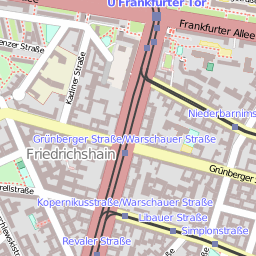 U Frankfurter Tor
Frankfurter Allee
Kadiner Straße
Niederbarnims
Grünberger Straße/Warschauer Straße
Friedrichshain
Grünberger
Kopernikusstraße/Warschauer Straße
Libauer Straße
Simplonstraße
Revaler Straße